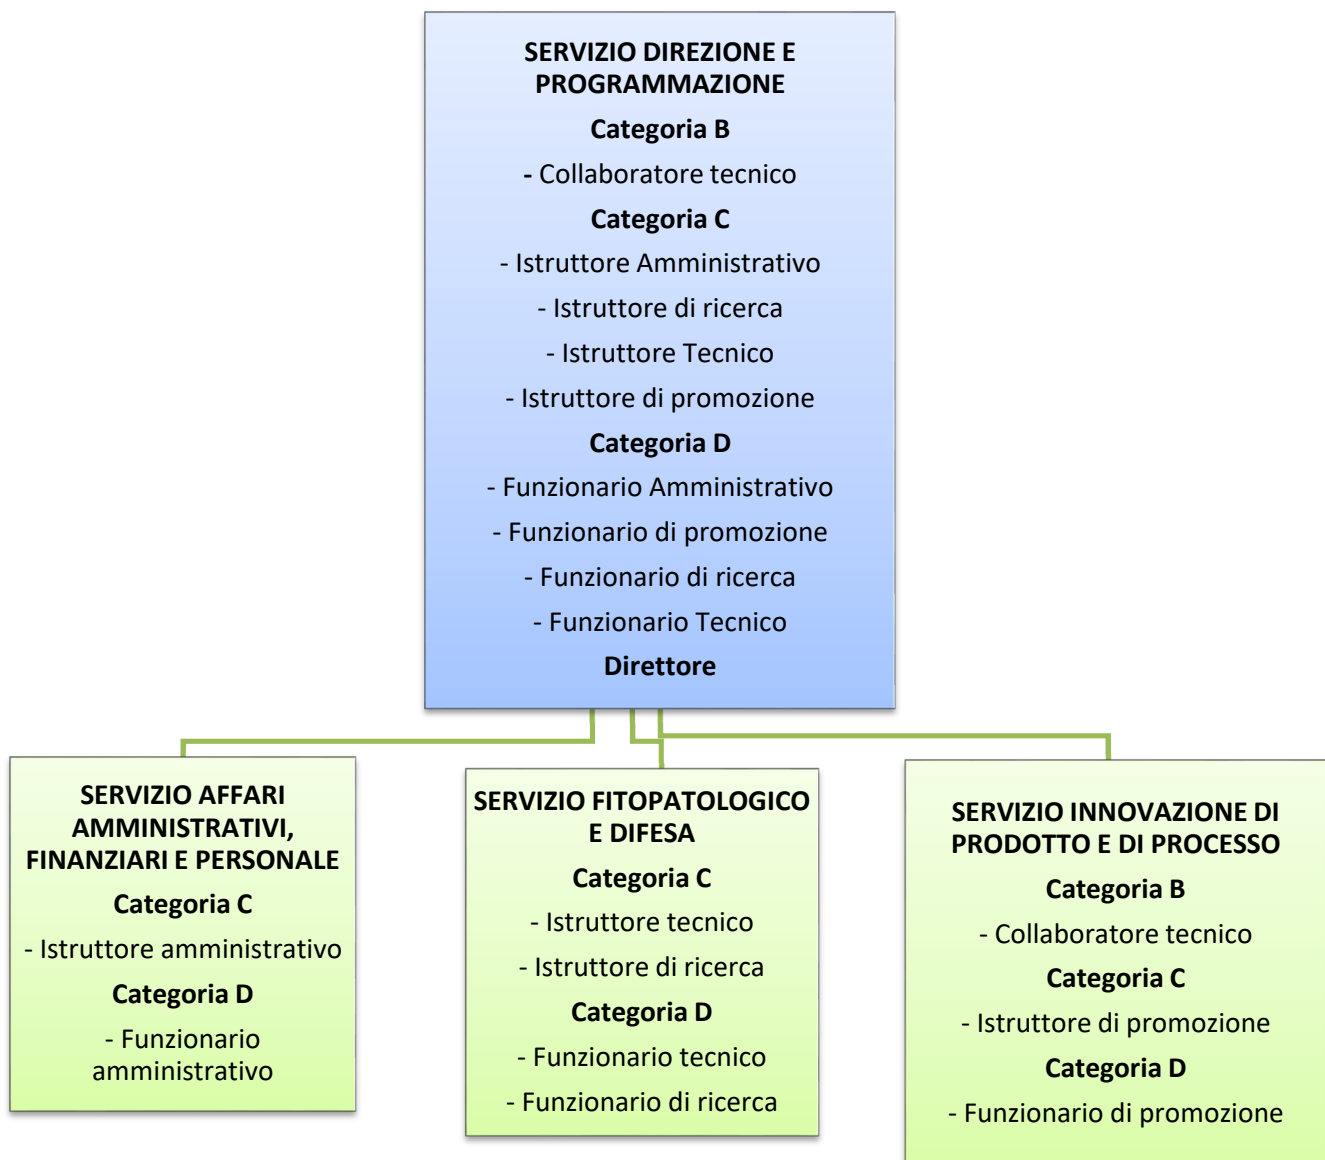 SERVIZIO DIREZIONE E
PROGRAMMAZIONE
Categoria B
- Collaboratore tecnico
Categoria C
- Istruttore Amministrativo
- Istruttore di ricerca
- Istruttore Tecnico
- Istruttore di promozione
Categoria D
- Funzionario Amministrativo
- Funzionario di promozione
- Funzionario di ricerca
- Funzionario Tecnico
Direttore
SERVIZIO AFFARI
AMMINISTRATIVI,
FINANZIARI E PERSONALE
Categoria C
- Istruttore amministrativo
Categoria D
- Funzionario
amministrativo
SERVIZIO FITOPATOLOGICO
E DIFESA
Categoria C
- Istruttore tecnico
- Istruttore di ricerca
Categoria D
- Funzionario tecnico
- Funzionario di ricerca
SERVIZIO INNOVAZIONE DI
PRODOTTO E DI PROCESSO
Categoria B
- Collaboratore tecnico
Categoria C
- Istruttore di promozione
Categoria D
- Funzionario di promozione